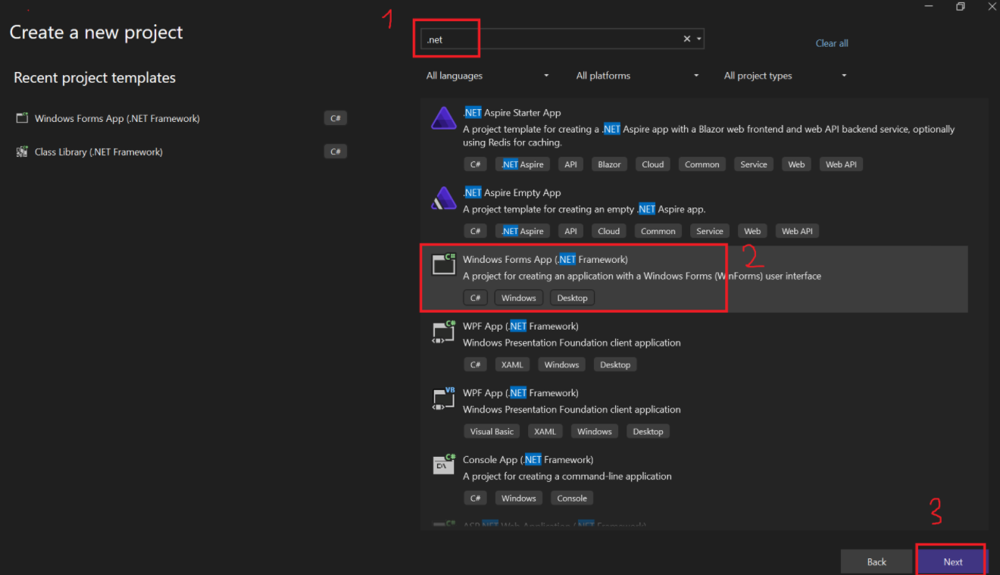 1
Create a new project
.net
Clear all
Recent project templates
All languages
All platforms
All project types
Windows Forms App (.NET Framework)
C#
Class Library (.NET Framework)
C#
.NET Aspire Starter App
A project template for creating a .NET Aspire app with a Blazor web frontend and web API backend service, optionally
using Redis for caching.
C# .NET Aspire API Blazor Cloud Common Service Web Web API
.NET Aspire Empty App
A project template for creating an empty .NET Aspire app.
C# .NET Aspire API Cloud Common Service Web Web API
2
C#
Windows Forms App (.NET Framework)
A project for creating an application with a Windows Forms (WinForms) user interface
C# Windows Desktop
C#
WPF App (.NET Framework)
Windows Presentation Foundation client application
C# XAML Windows Desktop
VB
WPF App (.NET Framework)
Windows Presentation Foundation client application
Visual Basic XAML Windows Desktop
C#
Console App (.NET Framework)
A project for creating a command-line application
C# Windows Console
ASP.NET Web Application (.NET Framework)
3
Back
Next